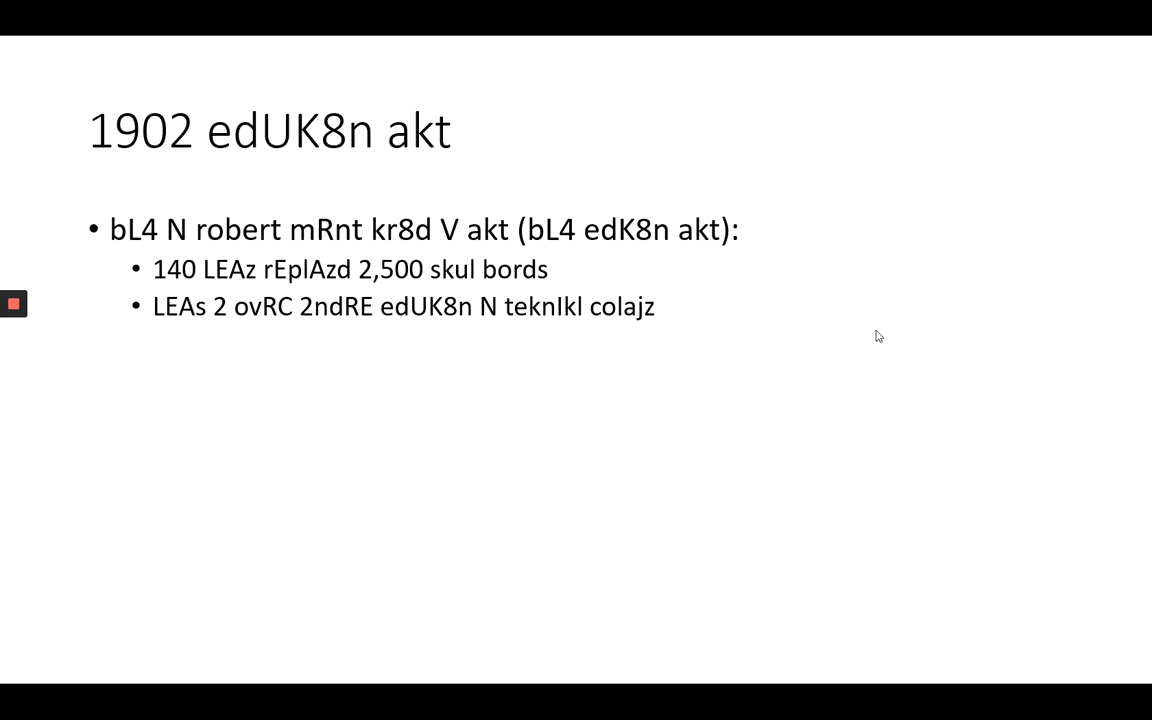 1902 edUK8n akt
• bL4 N robert mRnt kr8d V akt (bL4 edK8n akt):
• 140 LEAz rEplAzd 2,500 skul bords
• LEAs 2 ovRC 2ndRE edUK8n N teknIkl colajz